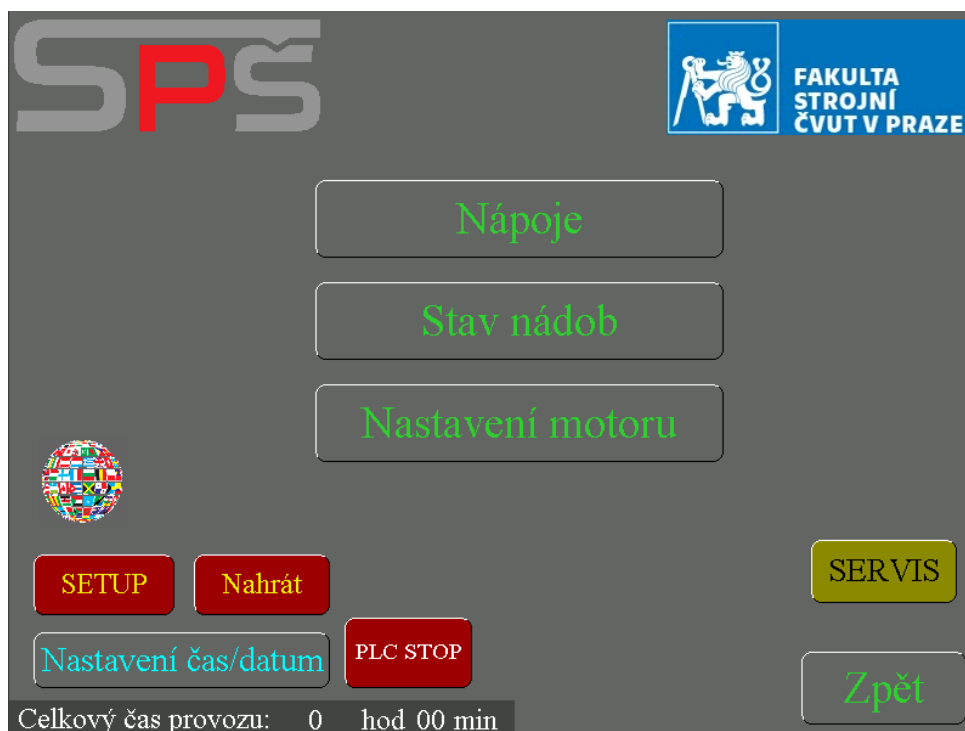 SPŠ
FAKULTA
STROJNÍ
ČVUT V PRAZE
Nápoje
Stav nádob
Nastavení motoru
SETUP
Nahrát
SERVIS
Nastavení čas/datum
PLC STOP
Zpět
Celkový čas provozu: 0 hod 00 min